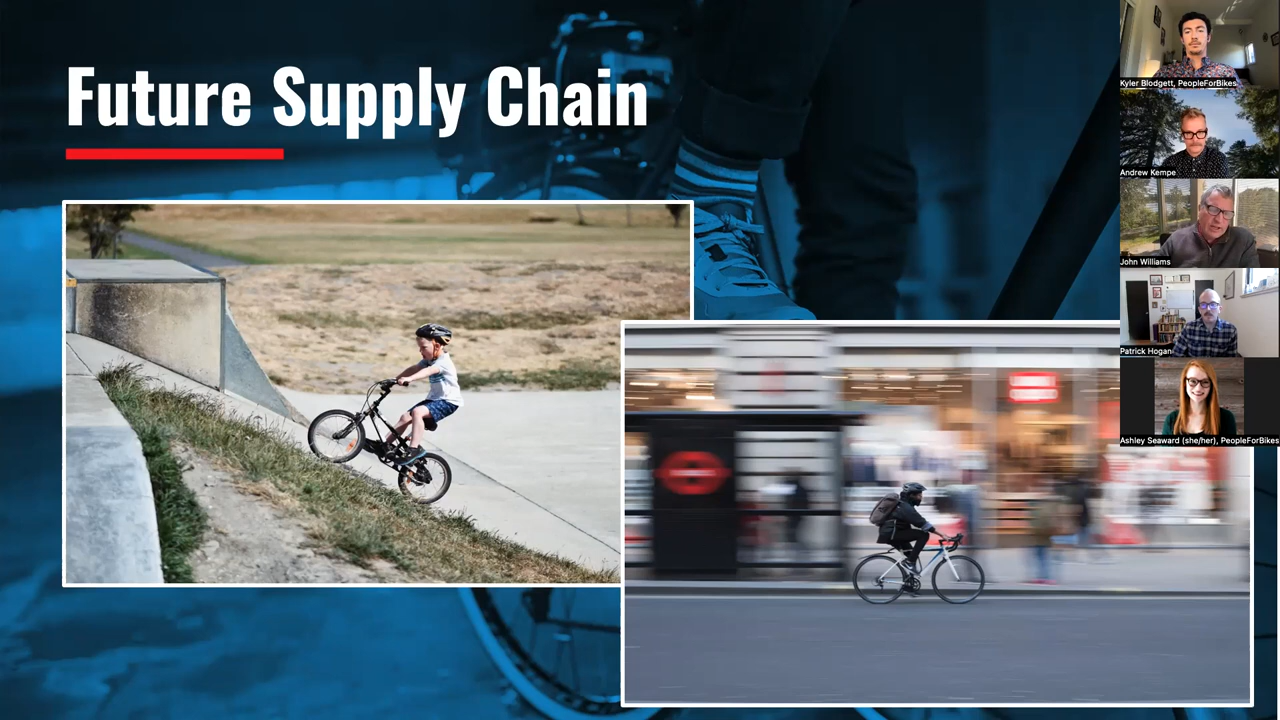 Future Supply Chain
Kyler Blodgett, PeopleForBikes
Andrew Kempe
John Williams
Patrick Hogan
Ashley Seaward (she/her), PeopleForBikes